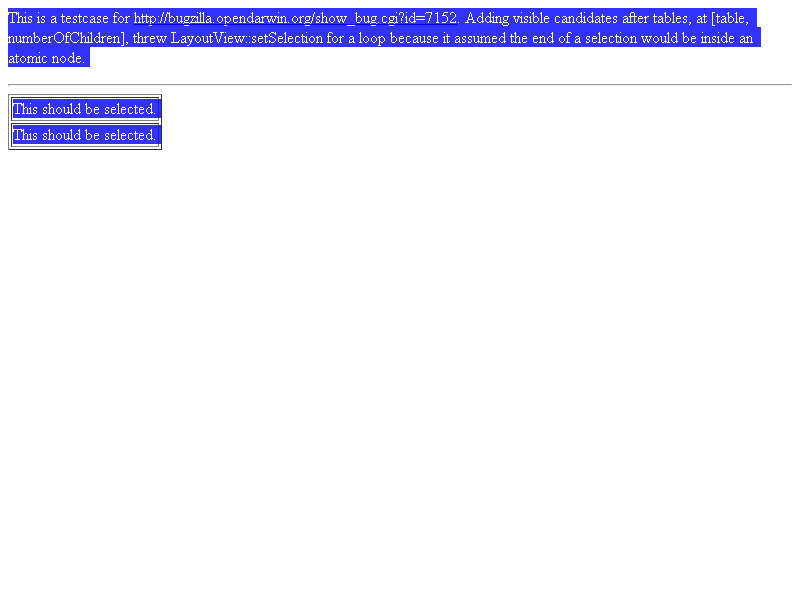 This is a testcase for http://bugzilla.opendarwin.org/show_bug.cgi?id=7152. Adding visible candidates after tables, at [table,
numberOfChildren], threw LayoutView::setSelection for a loop because it assumed the end of a selection would be inside an
atomic node.
This should be selected.
This should be selected.